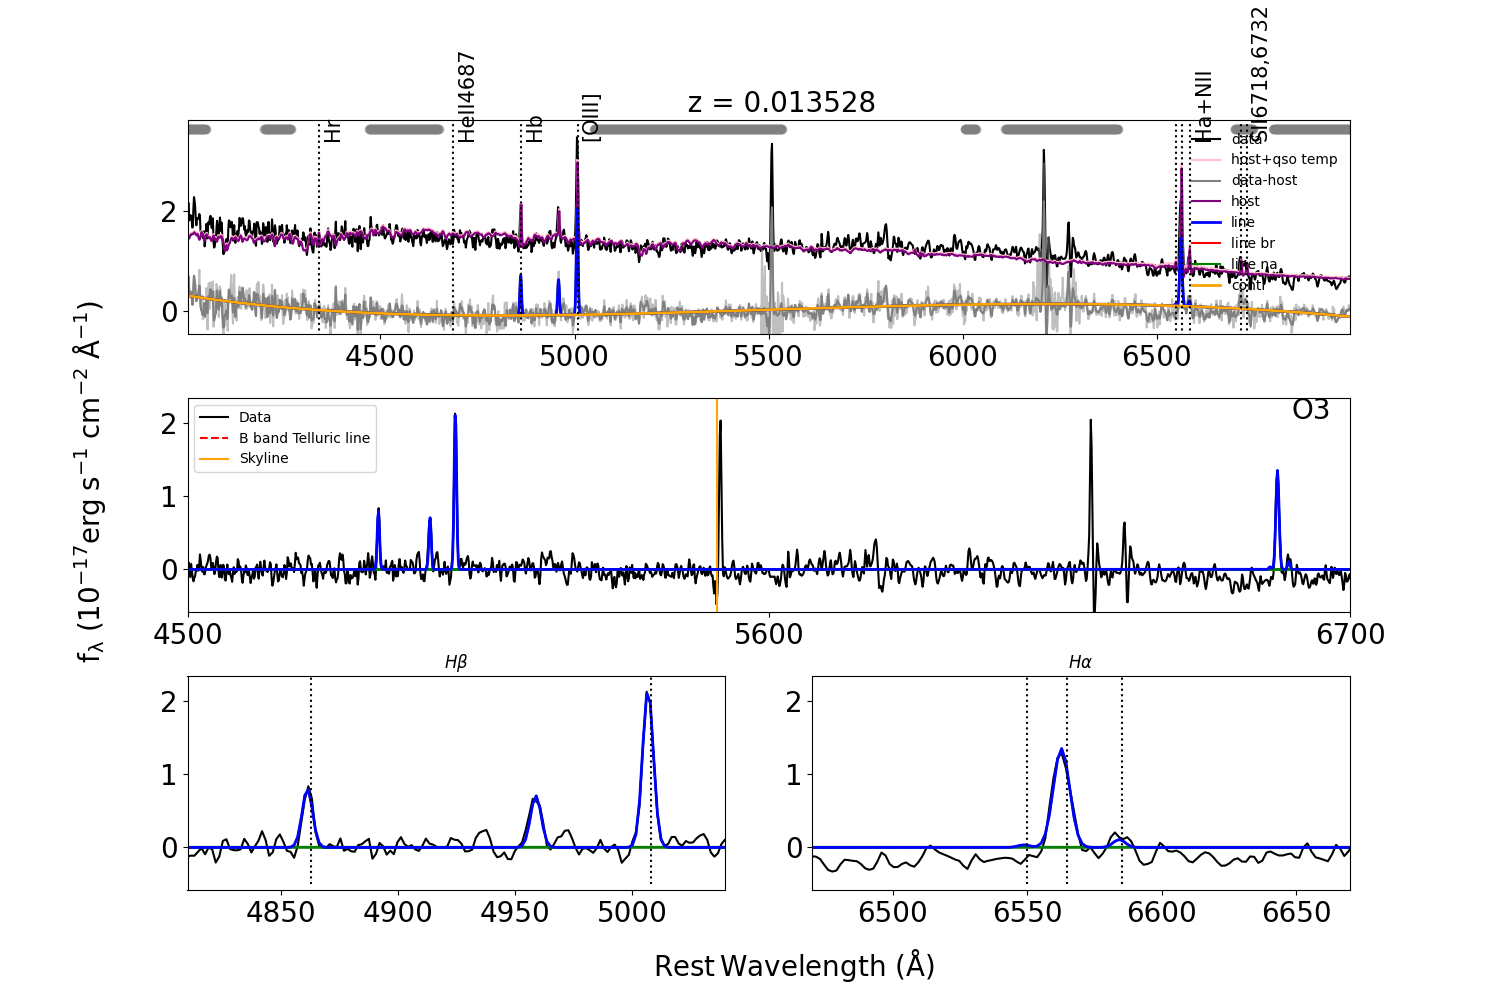 z = 0.013528
Hr
HeII4687
Hb
[OIII]
Ha+NII
SII6718,6732
data
host+qso temp
data-host
host
line
line br
line na
conti
2
0
4500 5000 5500 6000 6500
fλ (10⁻¹⁷erg s⁻¹ cm⁻² Å⁻¹)
O3
Data
B band Telluric line
Skyline
2
1
0
4500 5600 6700
Hβ
2
1
0
4850 4900 4950 5000
Hα
2
1
0
6500 6550 6600 6650
Rest Wavelength (Å)